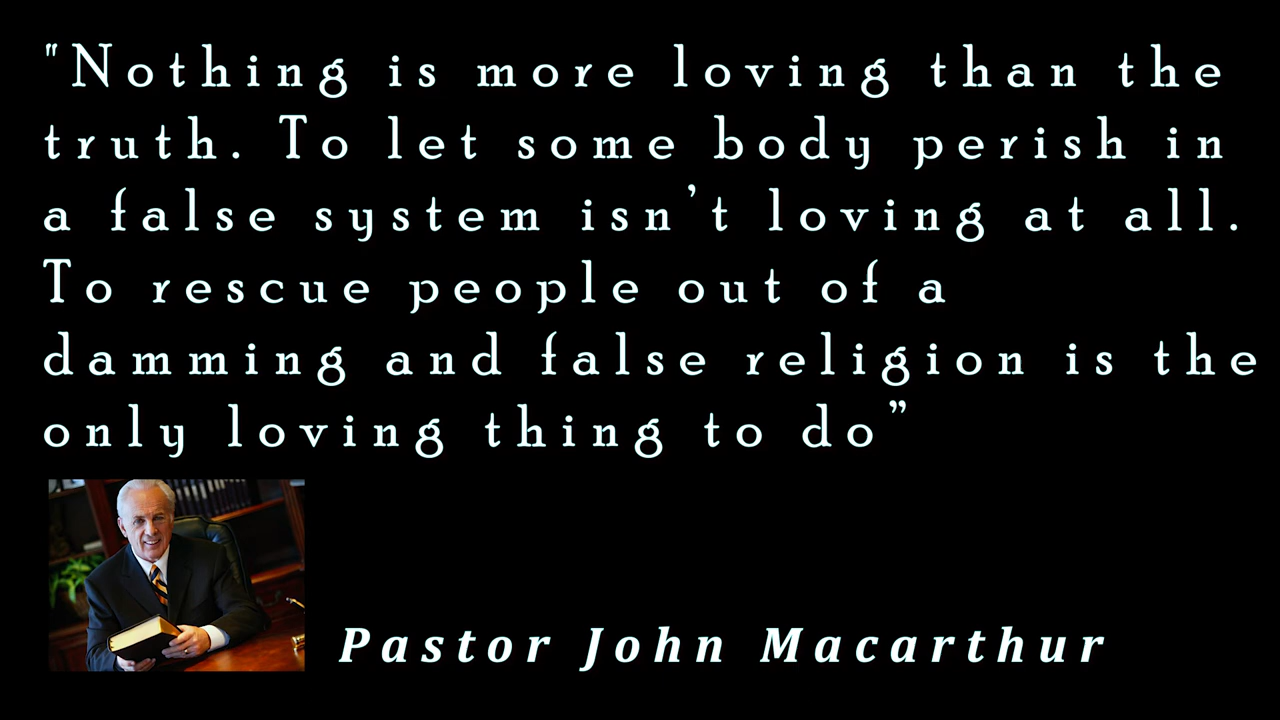 "Nothing is more loving than the
truth. To let some body perish in
a false system isn’t loving at all.
To rescue people out of a
damming and false religion is the
only loving thing to do”
Pastor John Macarthur